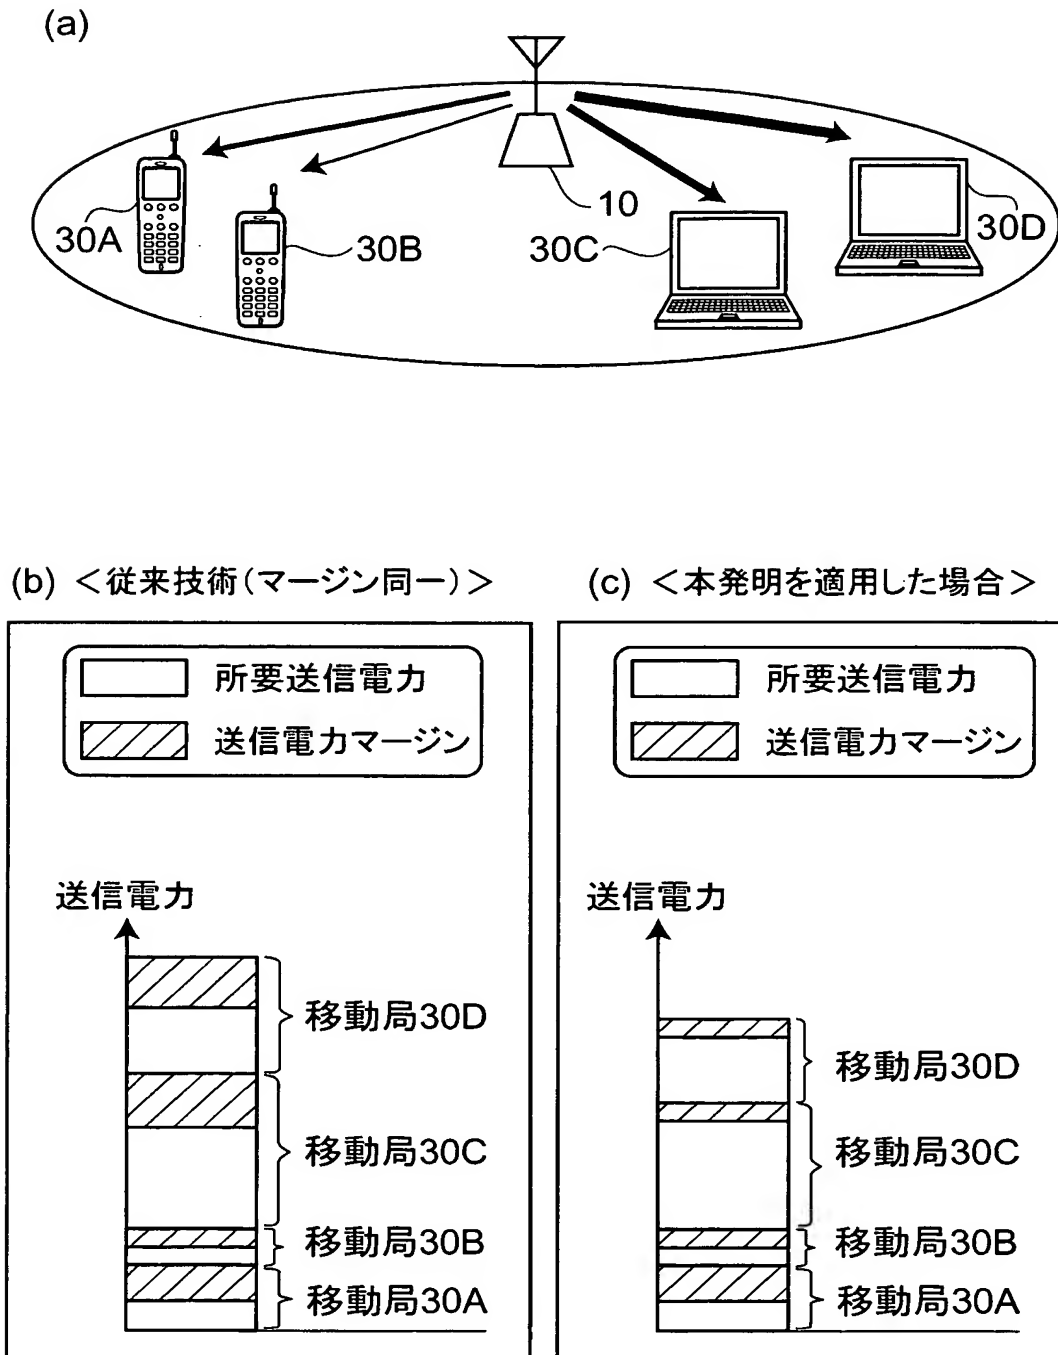 (a)
30A
30B
10
30C
30D
(b) <従来技術(マージン同一)>
所要送信電力
送信電力マージン
送信電力
移動局30D
移動局30C
移動局30B
移動局30A
(c) <本発明を適用した場合>
所要送信電力
送信電力マージン
送信電力
移動局30D
移動局30C
移動局30B
移動局30A